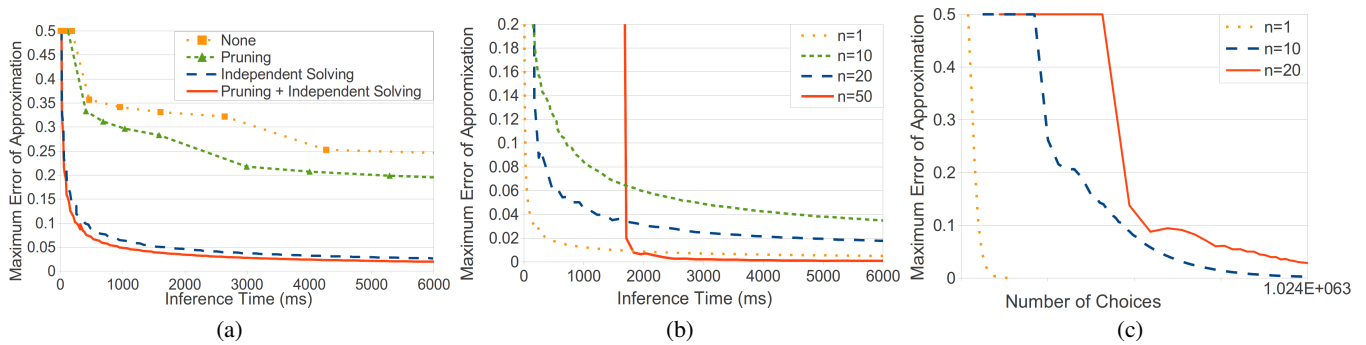 Maximum Error of Approximation
0.5
0.45
0.4
0.35
0.3
0.25
0.2
0.15
0.1
0.05
0
None
Pruning
Independent Solving
Pruning + Independent Solving
0 1000 2000 3000 4000 5000 6000
Inference Time (ms)
(a)
Maximum Error of Appromixation
0.2
0.18
0.16
0.14
0.12
0.1
0.08
0.06
0.04
0.02
0
n=1
n=10
n=20
n=50
0 1000 2000 3000 4000 5000 6000
Inference Time (ms)
(b)
Maximum Error of Approximation
0.5
0.4
0.3
0.2
0.1
0
n=1
n=10
n=20
Number of Choices
1.024E+063
(c)